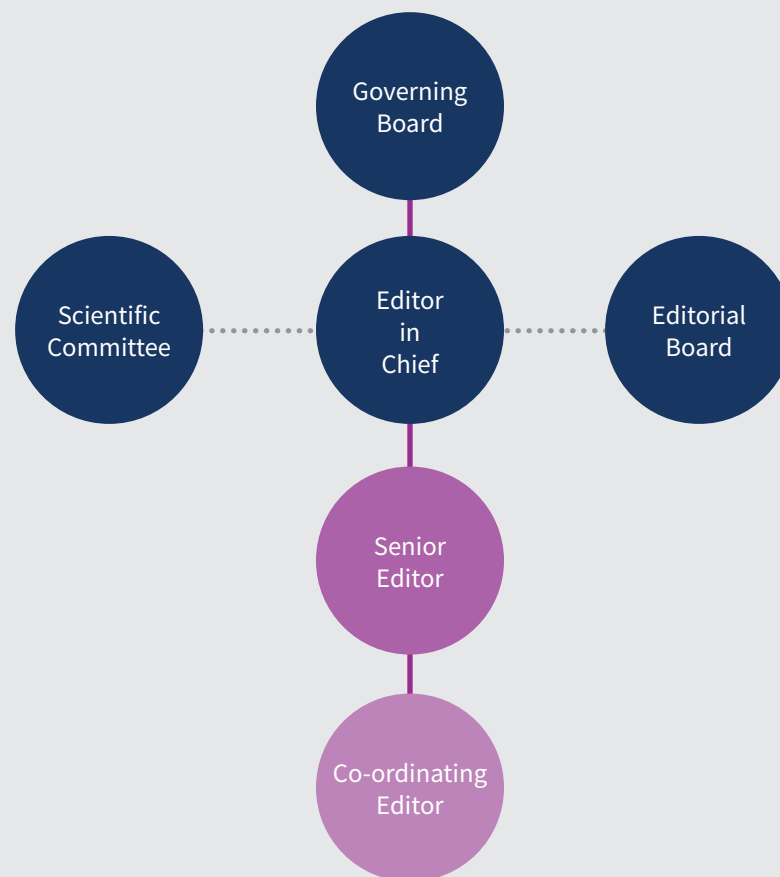 Governing
Board
Scientific
Committee
Editor
in
Chief
Editorial
Board
Senior
Editor
Co-ordinating
Editor